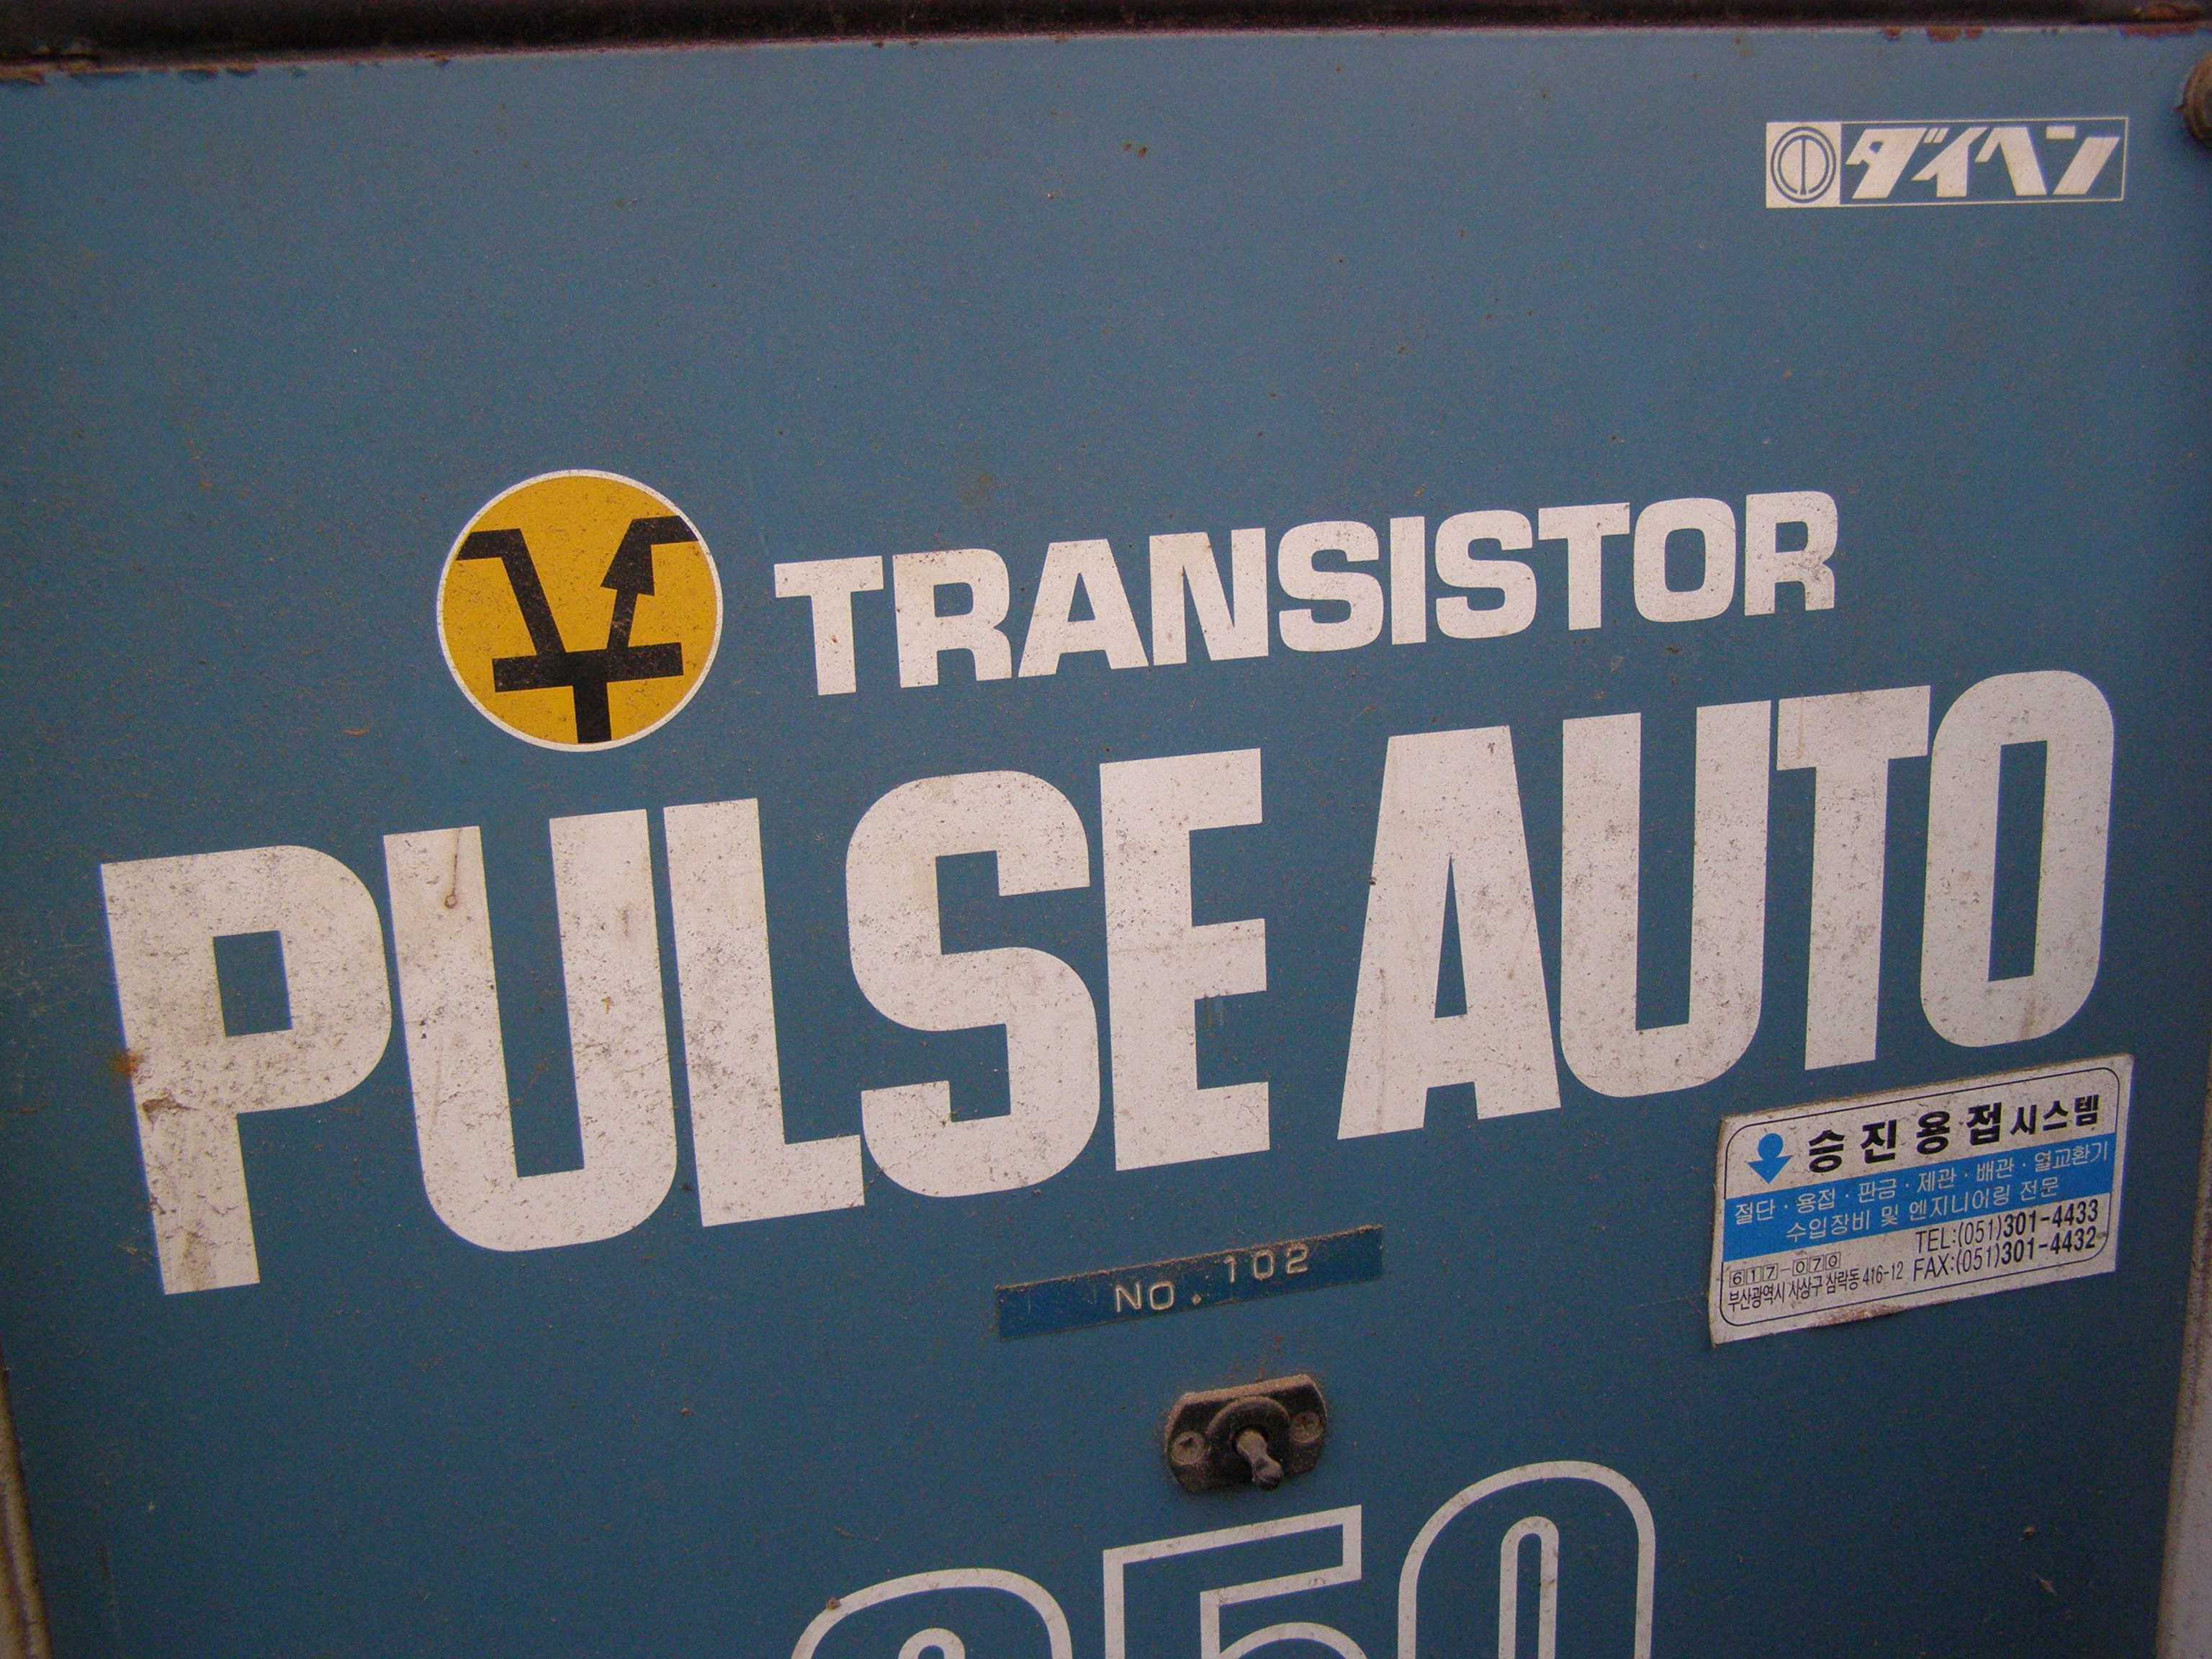 ダイヘン
TRANSISTOR
PULSE AUTO
승진용접시스템
절단·용접·판금·제관·배관·열교환기
수입장비 및 엔지니어링 전문
TEL:(051)301-4433
617-070
부산광역시 사상구 삼락동 416-12 FAX:(051)301-4432
NO. 102